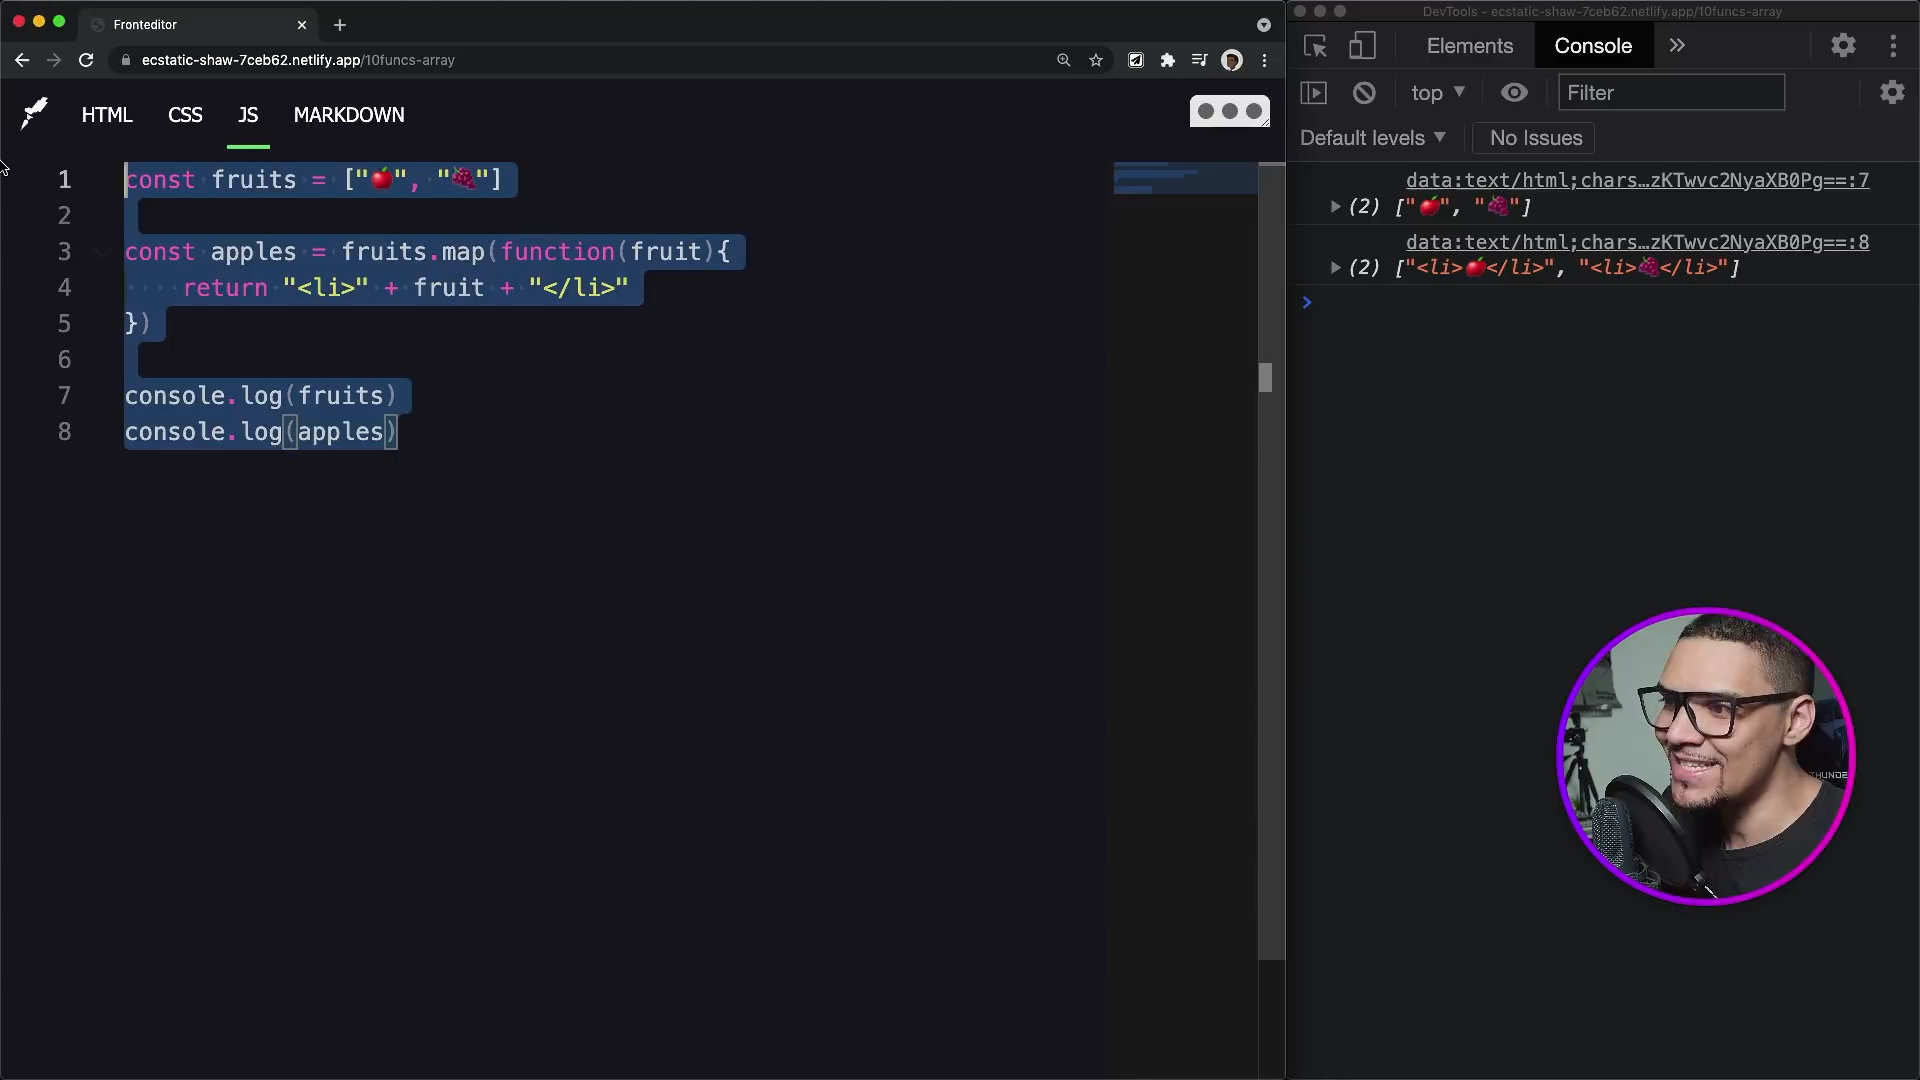 Fronteditor
ecstatic-shaw-7ceb62.netlify.app/10funcs-array
HTML CSS JS MARKDOWN
1 const fruits = ["🍎", "🍇"]
2
3 const apples = fruits.map(function(fruit){
4 return "<li>" + fruit + "</li>"
5 })
6
7 console.log(fruits)
8 console.log(apples)
DevTools - ecstatic-shaw-7ceb62.netlify.app/10funcs-array
Elements Console
top Filter
Default levels No Issues
data:text/html;chars…zKTwvc2NyaXB0Pg==:7
(2) ["🍎", "🍇"]
data:text/html;chars…zKTwvc2NyaXB0Pg==:8
(2) ["<li>🍎</li>", "<li>🍇</li>"]
THUNDE